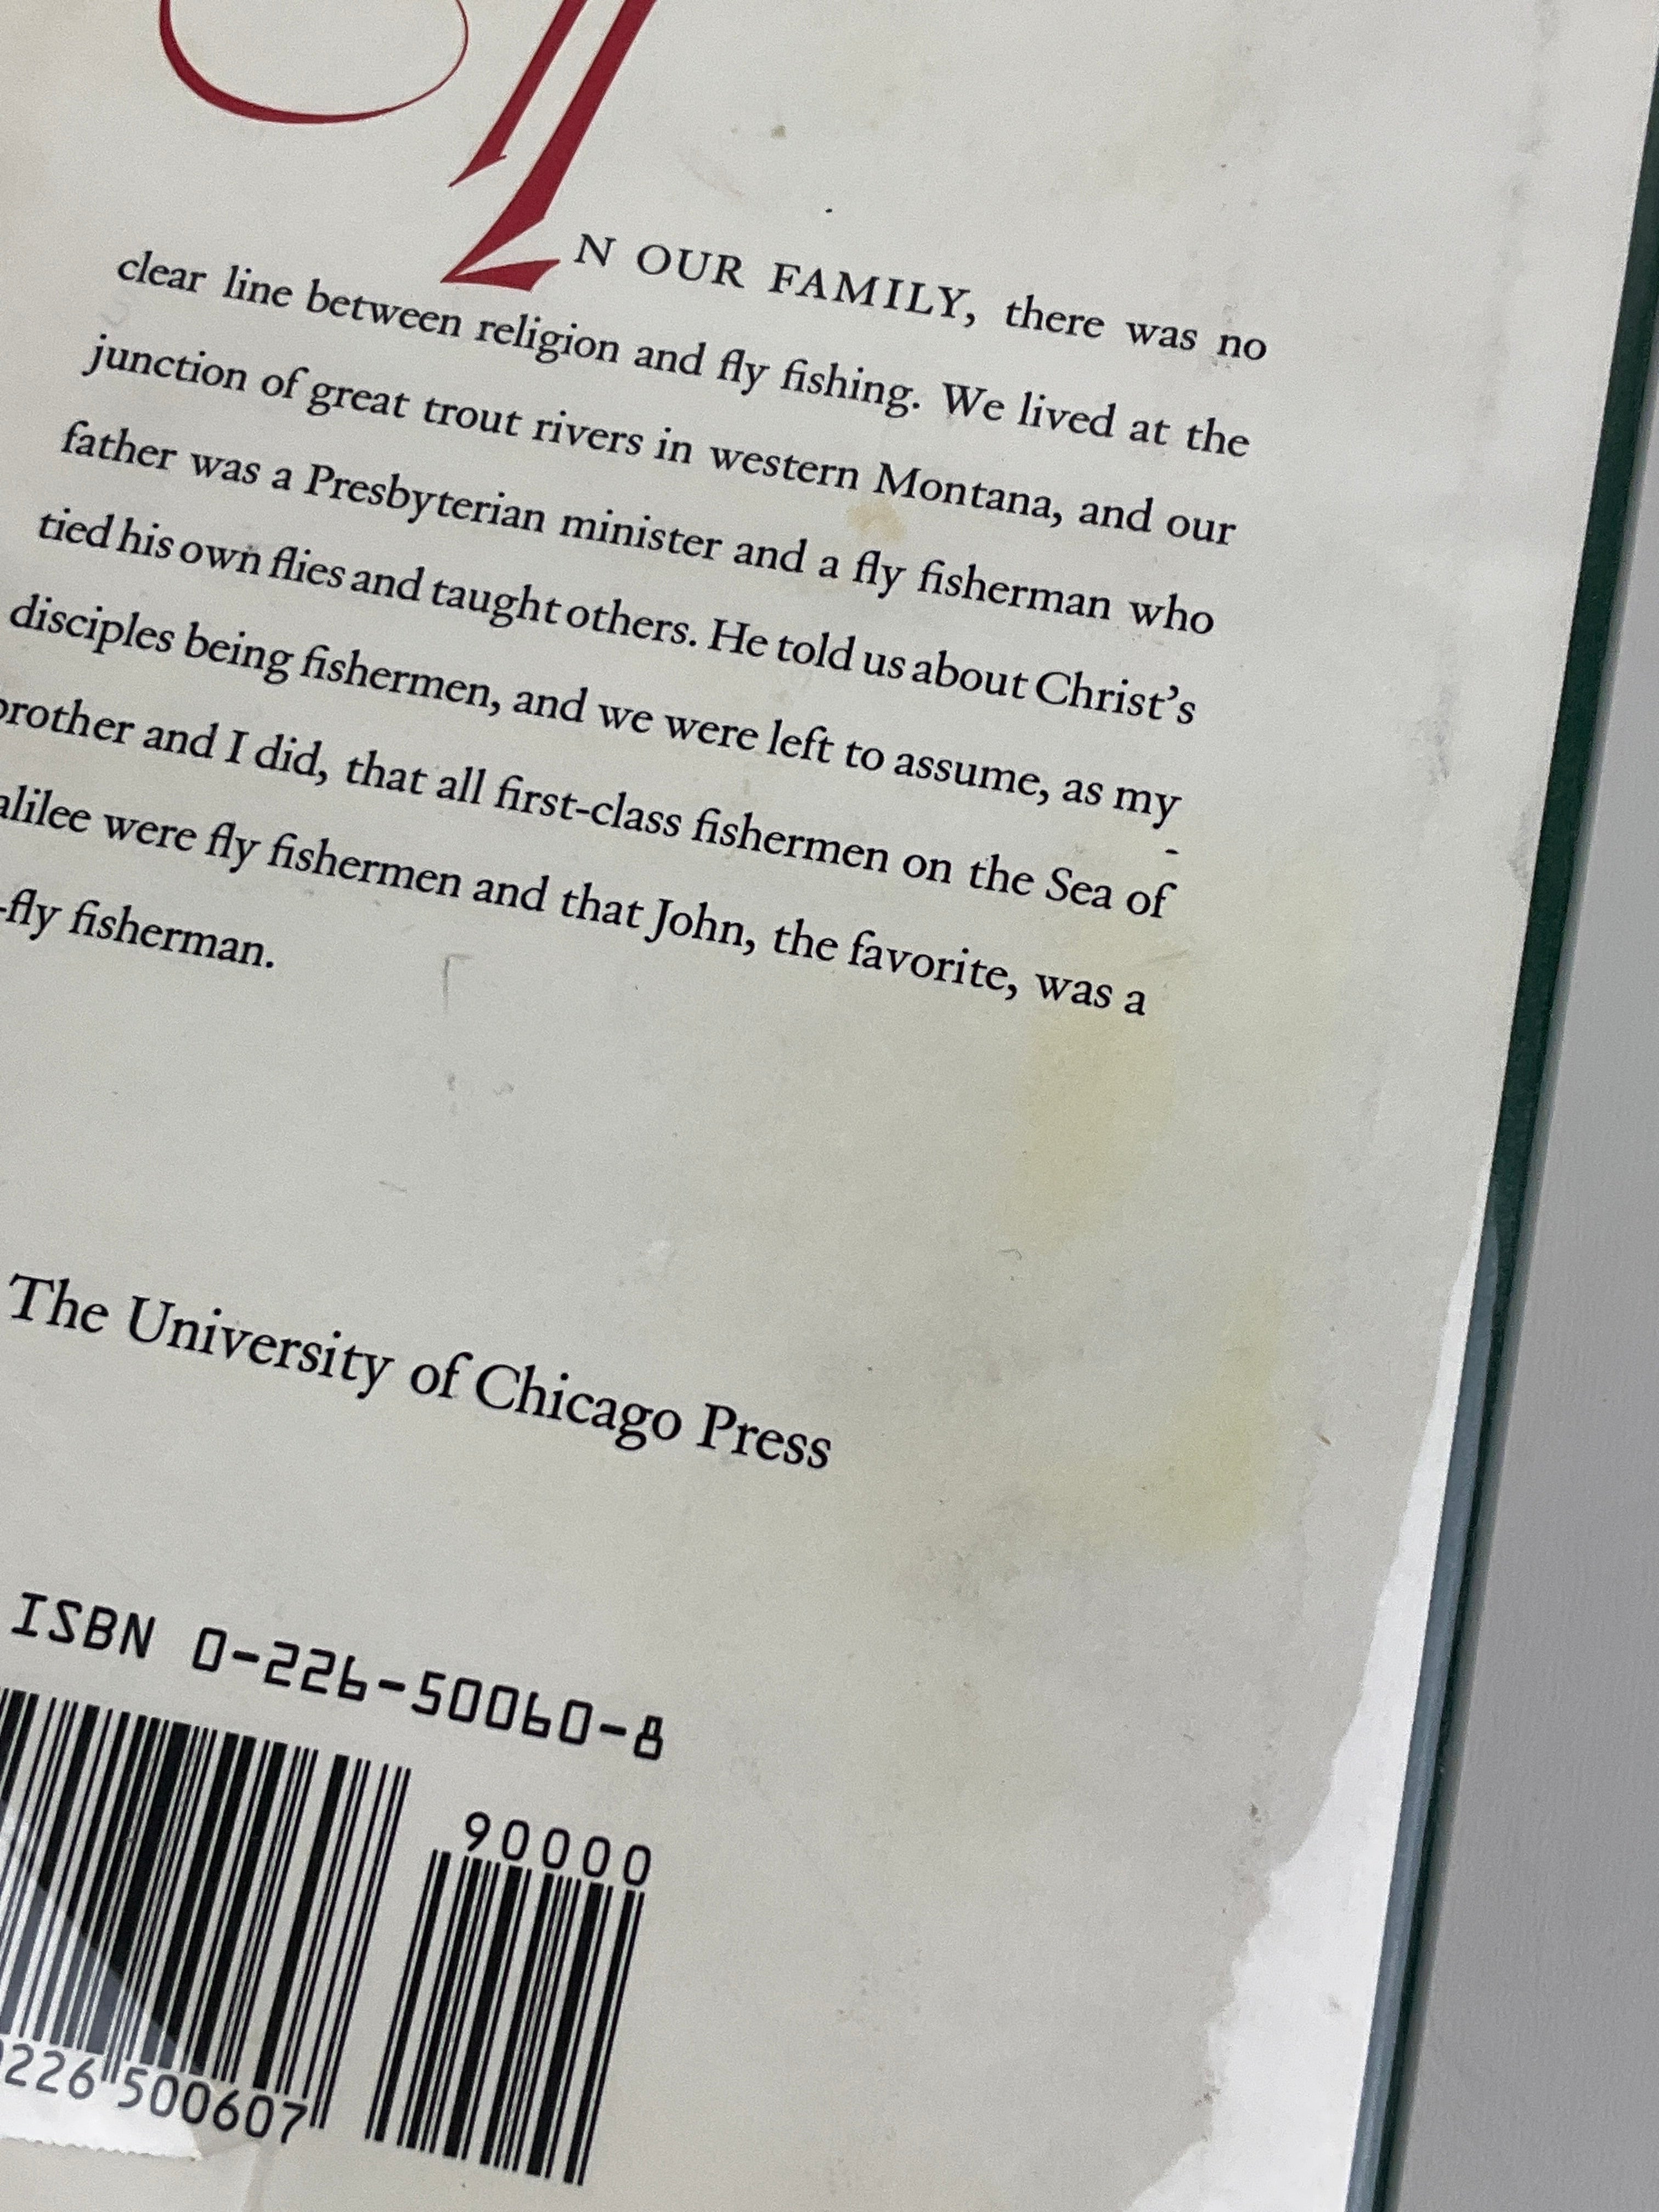 IN OUR FAMILY, there was no
clear line between religion and fly fishing. We lived at the
junction of great trout rivers in western Montana, and our
father was a Presbyterian minister and a fly fisherman who
tied his own flies and taught others. He told us about Christ's
disciples being fishermen, and we were left to assume, as my
brother and I did, that all first-class fishermen on the Sea of
alilee were fly fishermen and that John, the favorite, was a
-fly fisherman.
The University of Chicago Press
ISBN 0-226-50060-8
90000
226 500607